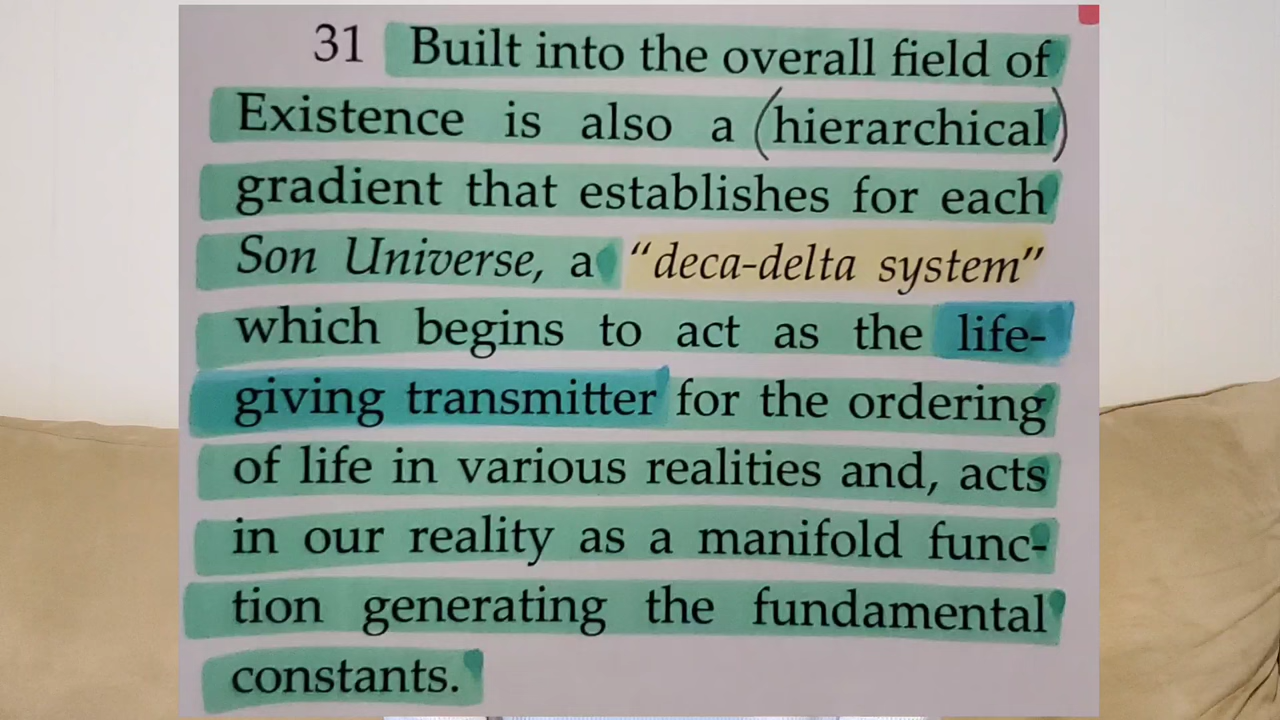 31 Built into the overall field of
Existence is also a (hierarchical)
gradient that establishes for each
Son Universe, a “deca-delta system”
which begins to act as the life-
giving transmitter for the ordering
of life in various realities and, acts
in our reality as a manifold func-
tion generating the fundamental
constants.